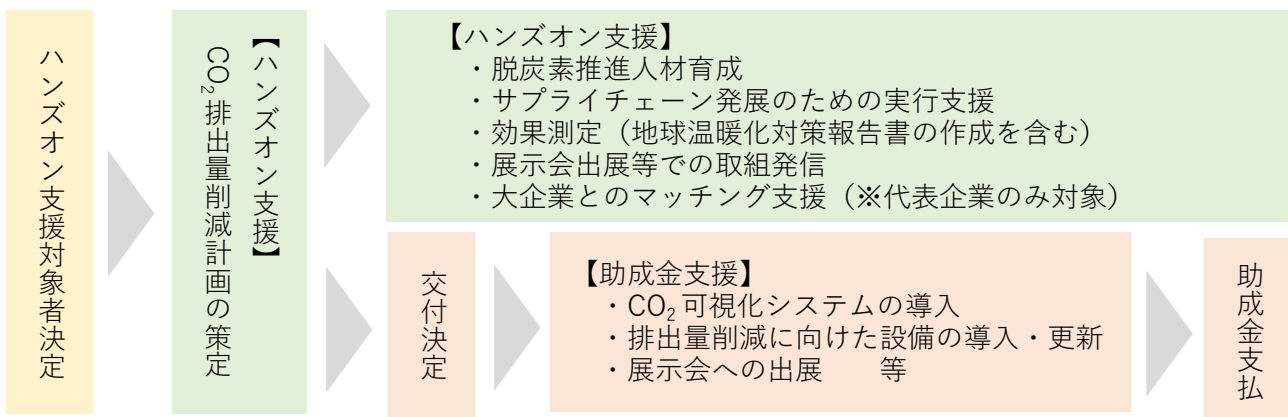 ハンズオン支援対象者決定
【ハンズオン支援】
CO₂排出量削減計画の策定
【ハンズオン支援】
・脱炭素推進人材育成
・サプライチェーン発展のための実行支援
・効果測定（地球温暖化対策報告書の作成を含む）
・展示会出展等での取組発信
・大企業とのマッチング支援（※代表企業のみ対象）
交付決定
【助成金支援】
・CO₂可視化システムの導入
・排出量削減に向けた設備の導入・更新
・展示会への出展　　等
助成金支払